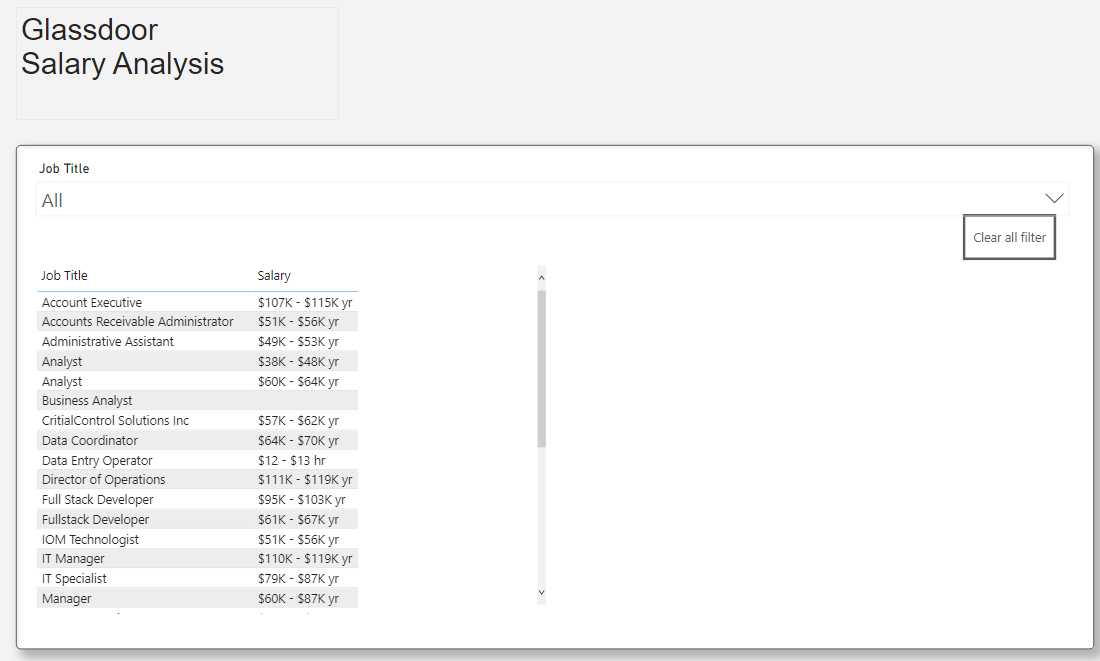 Glassdoor
Salary Analysis
Job Title
All
Clear all filter
Job Title Salary
Account Executive $107K - $115K yr
Accounts Receivable Administrator $51K - $56K yr
Administrative Assistant $49K - $53K yr
Analyst $38K - $48K yr
Analyst $60K - $64K yr
Business Analyst
CritialControl Solutions Inc $57K - $62K yr
Data Coordinator $64K - $70K yr
Data Entry Operator $12 - $13 hr
Director of Operations $111K - $119K yr
Full Stack Developer $95K - $103K yr
Fullstack Developer $61K - $67K yr
IOM Technologist $51K - $56K yr
IT Manager $110K - $119K yr
IT Specialist $79K - $87K yr
Manager $60K - $87K yr